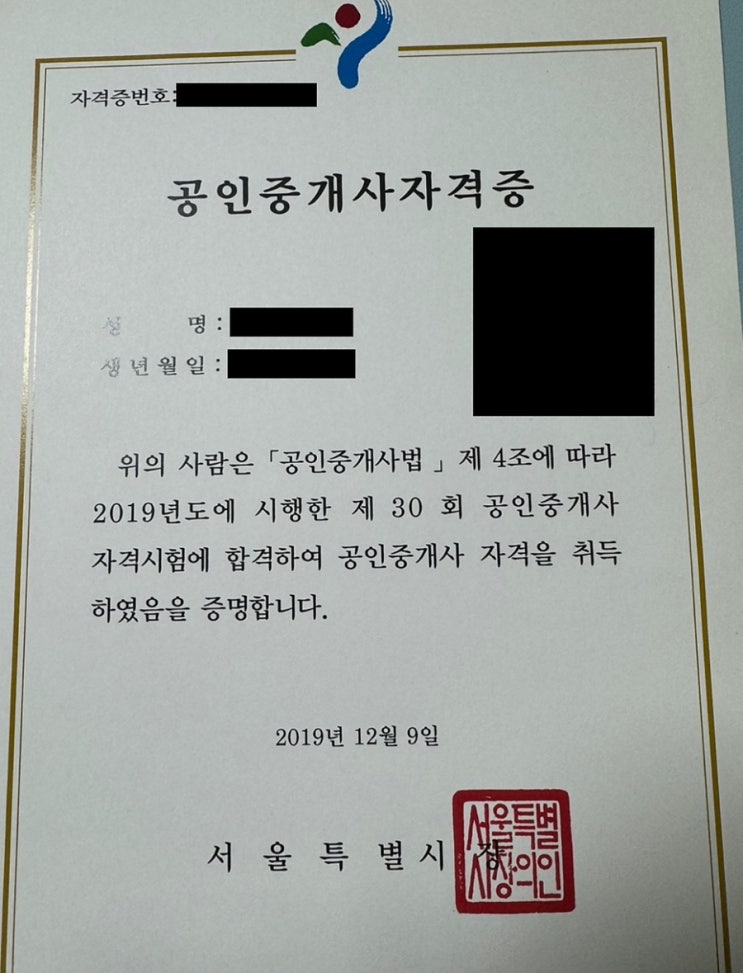 자격증번호:
공인중개사자격증
성 명 :
생년월일 :
위의 사람은 「공인중개사법 」 제 4조에 따라
2019년도에 시행한 제 30 회 공인중개사
자격시험에 합격하여 공인중개사 자격을 취득
하였음을 증명합니다.
2019년 12월 9일
서 울 특 별 시 장
서울특별
시장의인